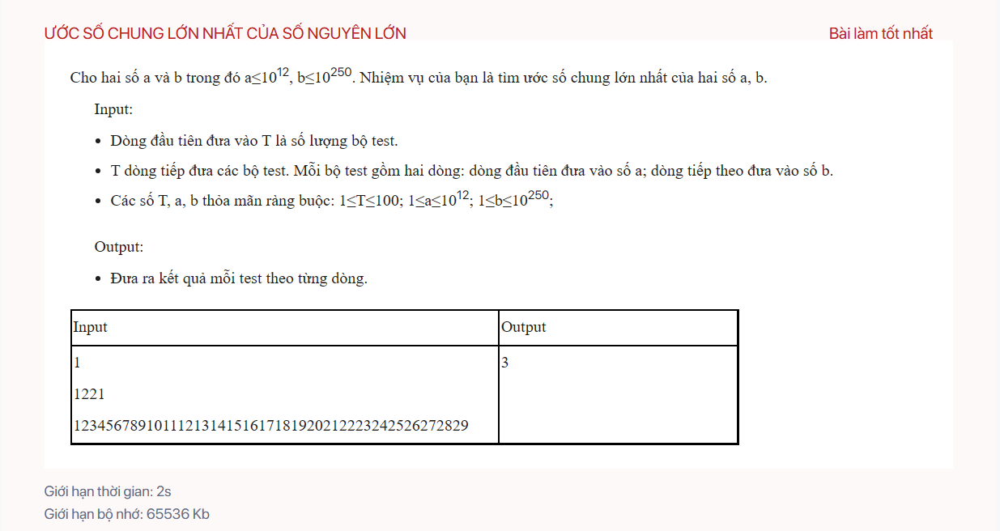 ƯỚC SỐ CHUNG LỚN NHẤT CỦA SỐ NGUYÊN LỚN
Bài làm tốt nhất
Cho hai số a và b trong đó a≤10^12, b≤10^250. Nhiệm vụ của bạn là tìm ước số chung lớn nhất của hai số a, b.
Input:
• Dòng đầu tiên đưa vào T là số lượng bộ test.
• T dòng tiếp đưa các bộ test. Mỗi bộ test gồm hai dòng: dòng đầu tiên đưa vào số a; dòng tiếp theo đưa vào số b.
• Các số T, a, b thỏa mãn ràng buộc: 1≤T≤100; 1≤a≤10^12; 1≤b≤10^250;
Output:
• Đưa ra kết quả mỗi test theo từng dòng.
Input
Output
1
3
1221
1234567891011121314151617181920212223242526272829
Giới hạn thời gian: 2s
Giới hạn bộ nhớ: 65536 Kb